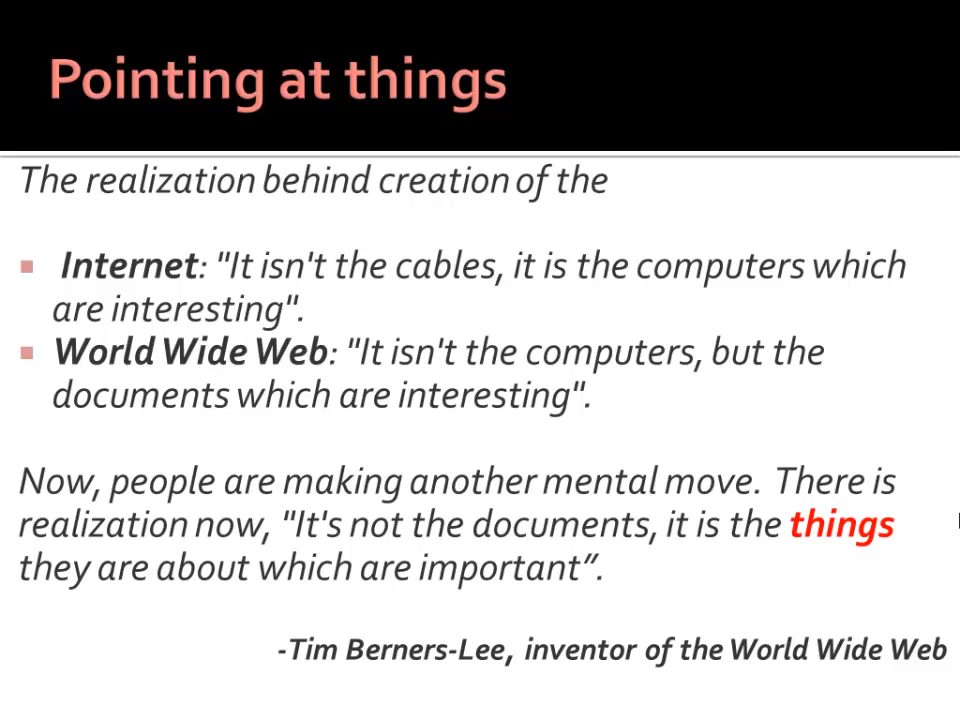 Pointing at things
The realization behind creation of the
Internet: "It isn't the cables, it is the computers which
are interesting".
World Wide Web: "It isn't the computers, but the
documents which are interesting".
Now, people are making another mental move.  There is
realization now, "It's not the documents, it is the things
they are about which are important”.
-Tim Berners-Lee, inventor of the World Wide Web